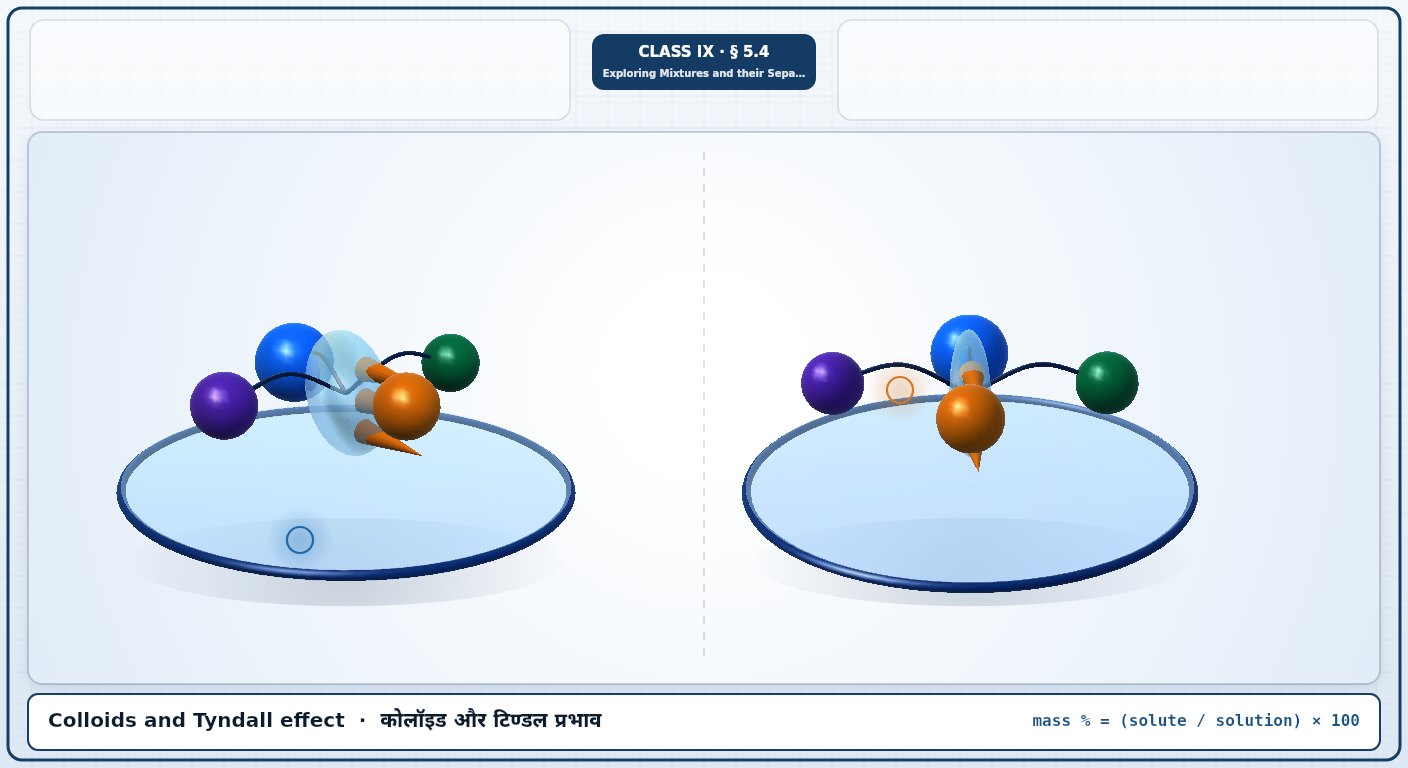 CLASS IX · § 5.4
Exploring Mixtures and their Sepa…
Colloids and Tyndall effect · कोलॉइड और टिण्डल प्रभाव
mass % = (solute / solution) × 100